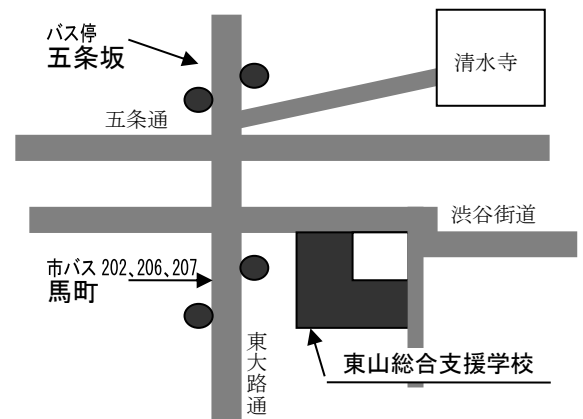 バス停
五条坂
清水寺
五条通
渋谷街道
市バス 202、206、207
馬町
東大路通
東山総合支援学校